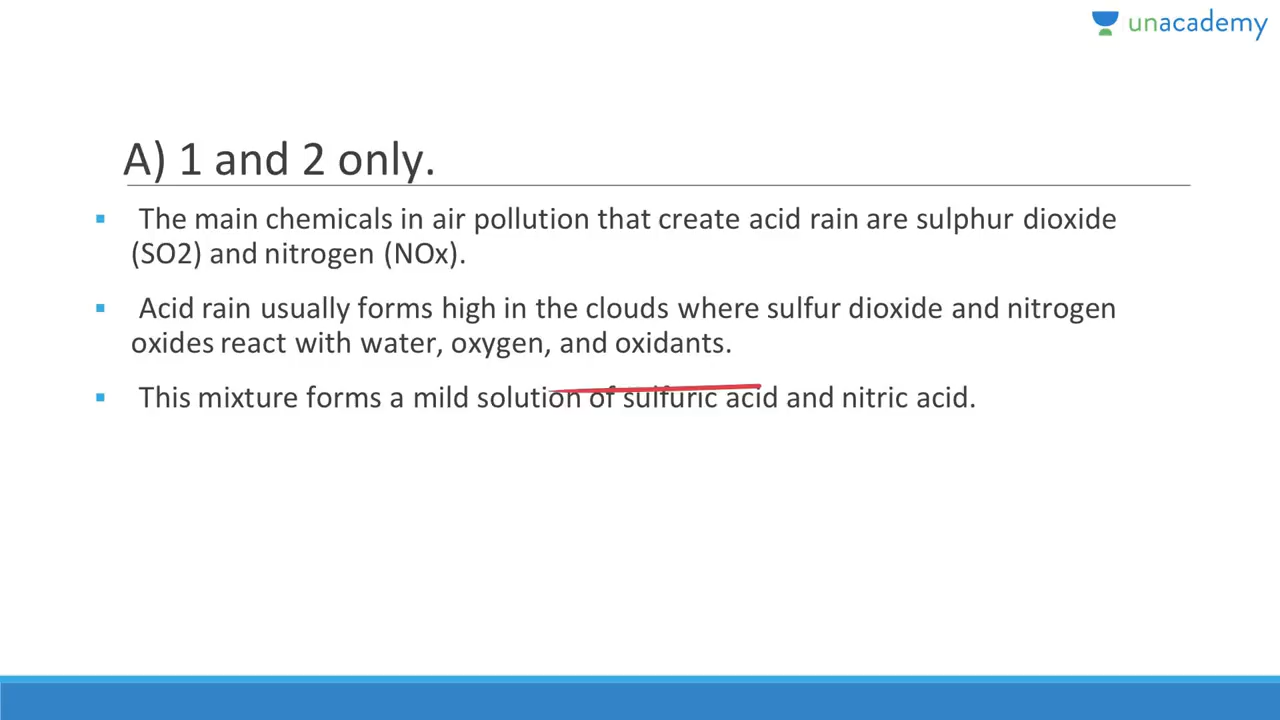 unacademy
A) 1 and 2 only.
▪ The main chemicals in air pollution that create acid rain are sulphur dioxide
(SO2) and nitrogen (NOx).
▪ Acid rain usually forms high in the clouds where sulfur dioxide and nitrogen
oxides react with water, oxygen, and oxidants.
▪ This mixture forms a mild solution of sulfuric acid and nitric acid.